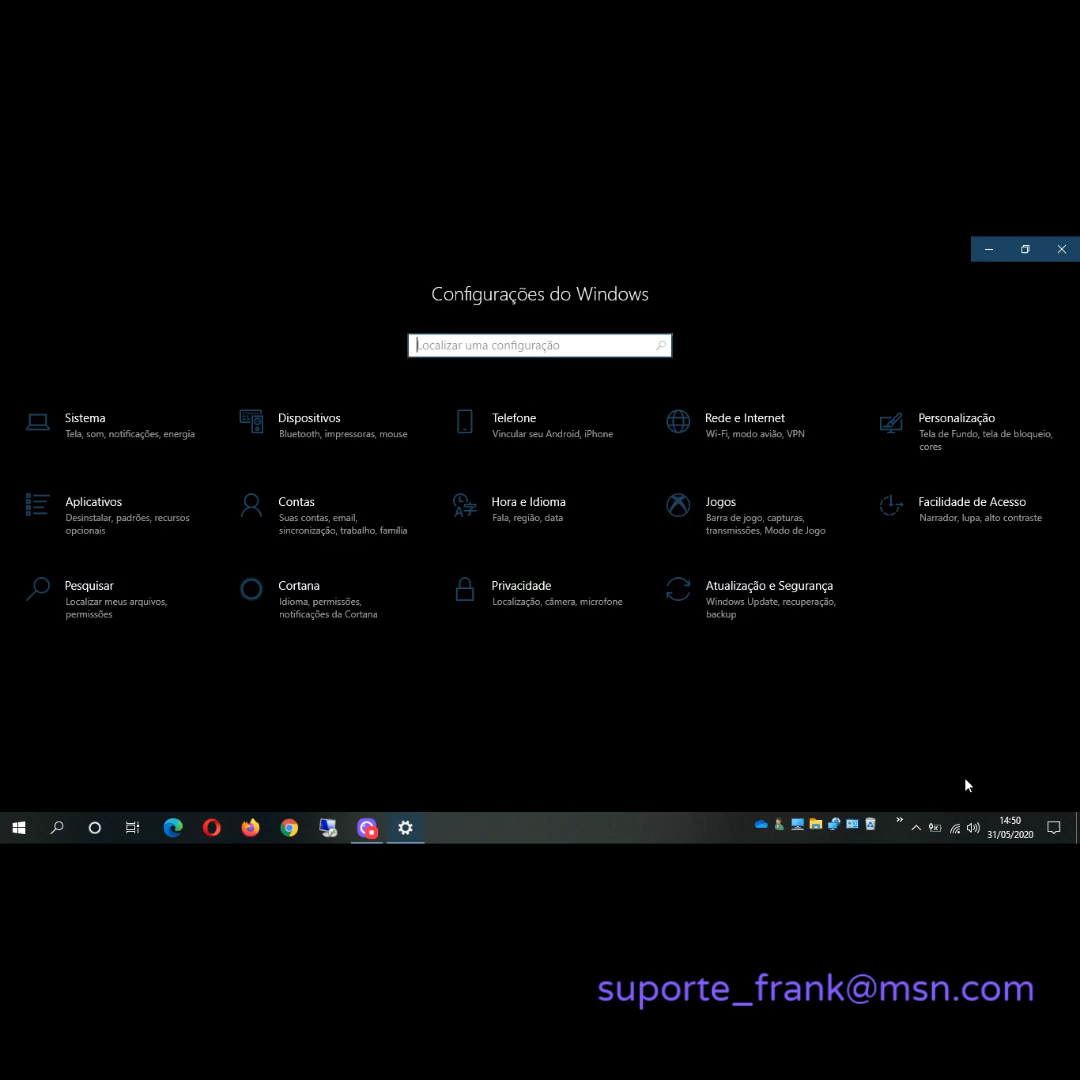 Configurações do Windows
Localizar uma configuração
Sistema
Tela, som, notificações, energia
Dispositivos
Bluetooth, impressoras, mouse
Telefone
Vincular seu Android, iPhone
Rede e Internet
Wi-Fi, modo avião, VPN
Personalização
Tela de Fundo, tela de bloqueio,
cores
Aplicativos
Desinstalar, padrões, recursos
opcionais
Contas
Suas contas, email,
sincronização, trabalho, família
Hora e Idioma
Fala, região, data
Jogos
Barra de jogo, capturas,
transmissões, Modo de Jogo
Facilidade de Acesso
Narrador, lupa, alto contraste
Pesquisar
Localizar meus arquivos,
permissões
Cortana
Idioma, permissões,
notificações da Cortana
Privacidade
Localização, câmera, microfone
Atualização e Segurança
Windows Update, recuperação,
backup
14:50
31/05/2020
suporte_frank@msn.com